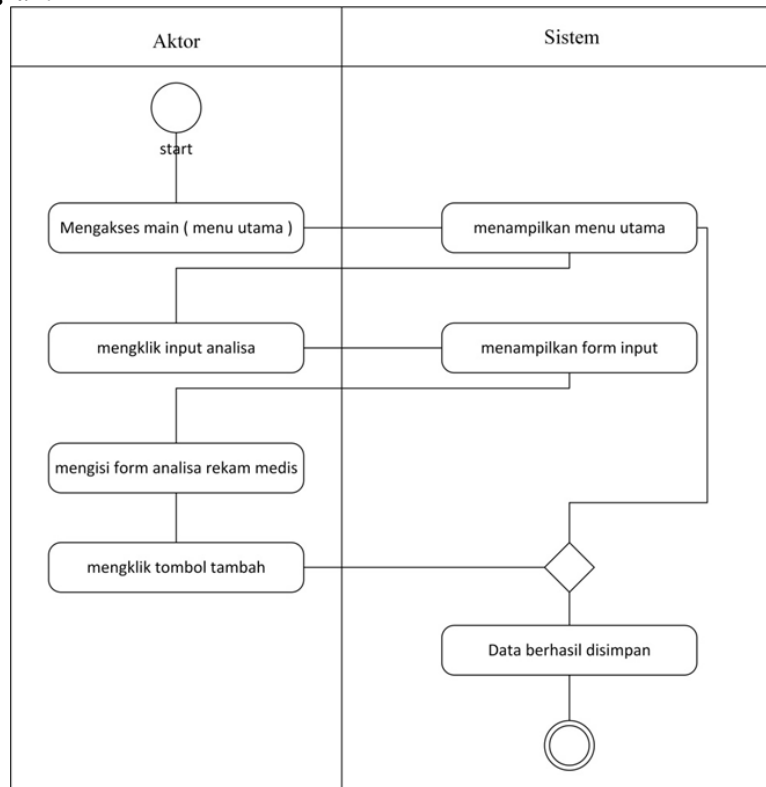 Aktor
Sistem
start
Mengakses main ( menu utama )
menampilkan menu utama
mengklik input analisa
menampilkan form input
mengisi form analisa rekam medis
mengklik tombol tambah
Data berhasil disimpan